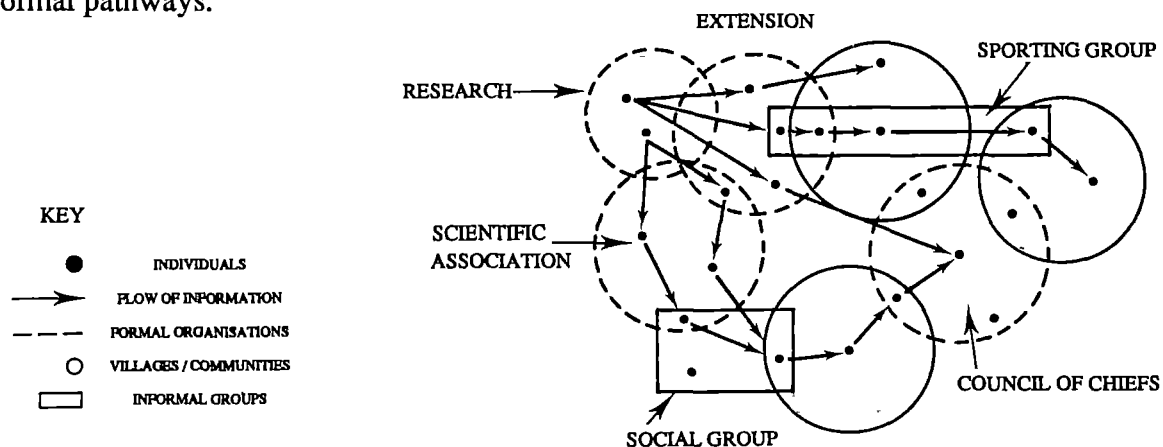 ormal pathways.
EXTENSION
SPORTING GROUP
RESEARCH
KEY
INDIVIDUALS
FLOW OF INFORMATION
FORMAL ORGANISATIONS
VILLAGES / COMMUNITIES
INFORMAL GROUPS
SCIENTIFIC
ASSOCIATION
COUNCIL OF CHIEFS
SOCIAL GROUP